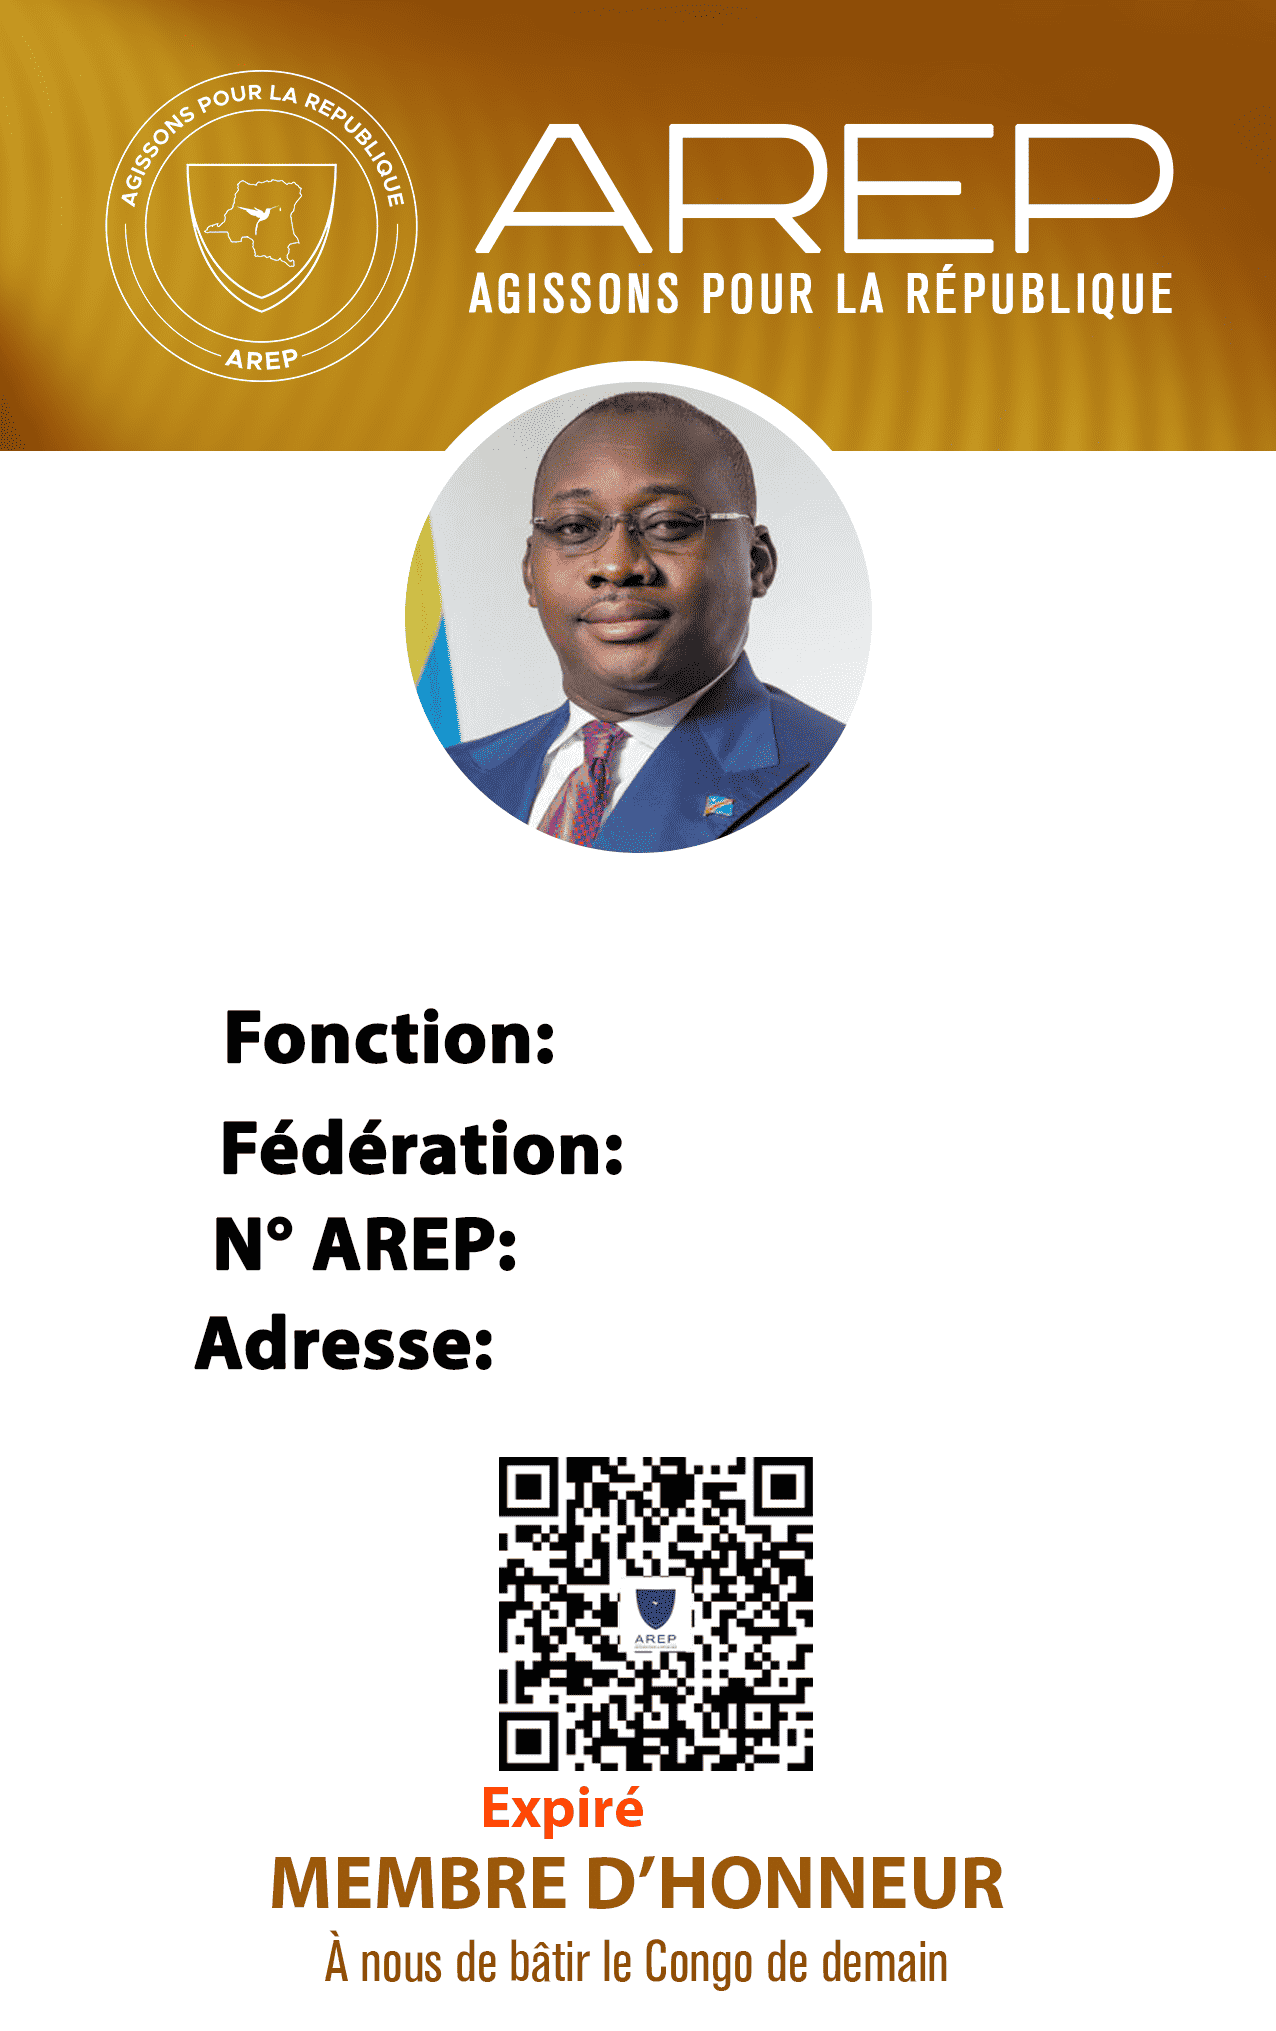 AGISSONS POUR LA REPUBLIQUE
AREP
AREP
AGISSONS POUR LA RÉPUBLIQUE
Fonction:
Fédération:
N° AREP:
Adresse:
AREP
Expiré
MEMBRE D’HONNEUR
À nous de bâtir le Congo de demain